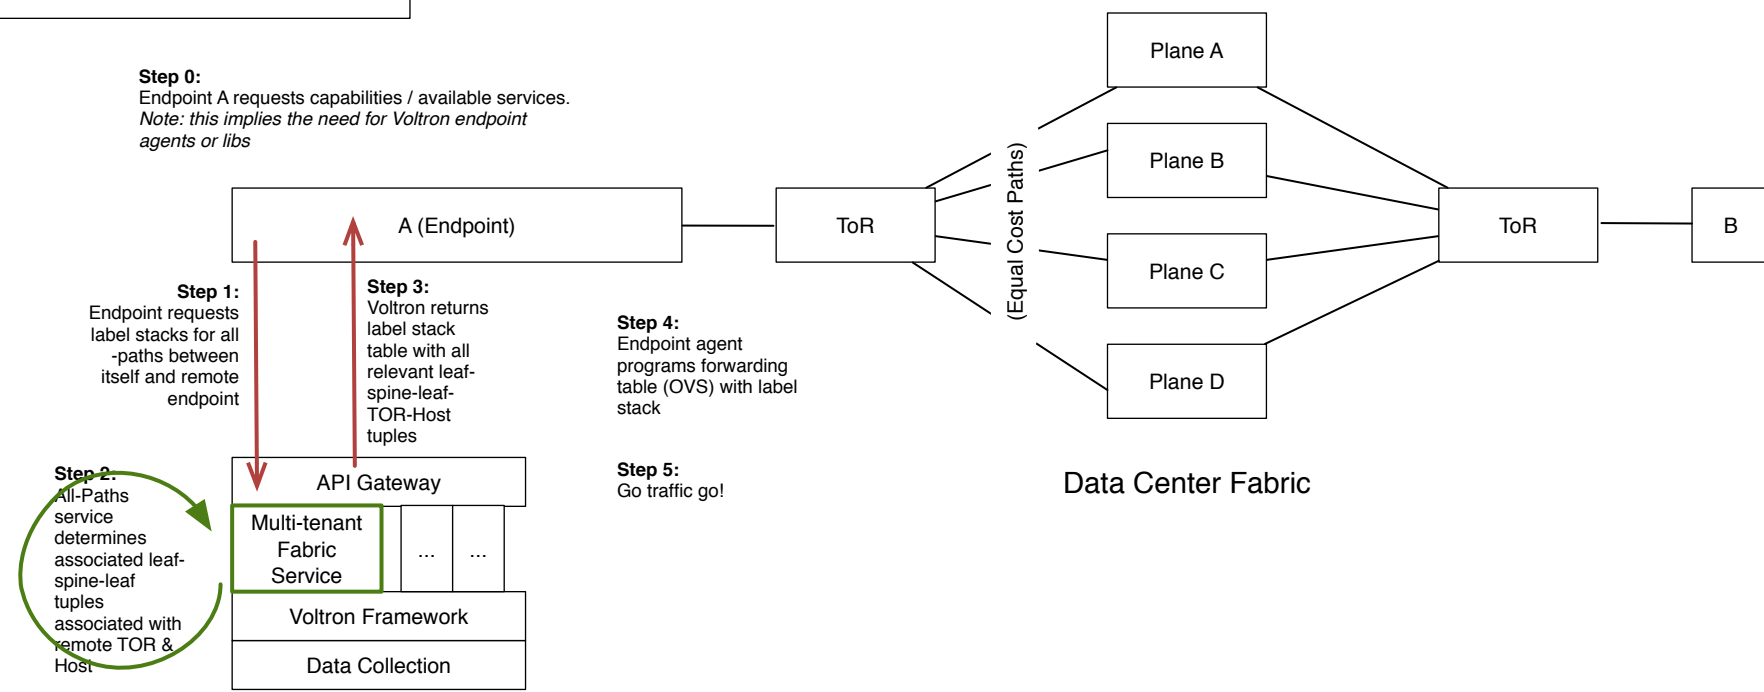 Step 0:
Endpoint A requests capabilities / available services.
Note: this implies the need for Voltron endpoint
agents or libs
A (Endpoint)
ToR
(Equal Cost Paths)
Plane A
Plane B
Plane C
Plane D
ToR
B
Step 1:
Endpoint requests
label stacks for all
-paths between
itself and remote
endpoint
Step 3:
Voltron returns
label stack
table with all
relevant leaf-
spine-leaf-
TOR-Host
tuples
Step 4:
Endpoint agent
programs forwarding
table (OVS) with label
stack
Step 5:
Go traffic go!
Data Center Fabric
Step 2:
All-Paths
service
determines
associated leaf-
spine-leaf
tuples
associated with
remote TOR &
Host
API Gateway
Multi-tenant
Fabric
Service
...
...
Voltron Framework
Data Collection